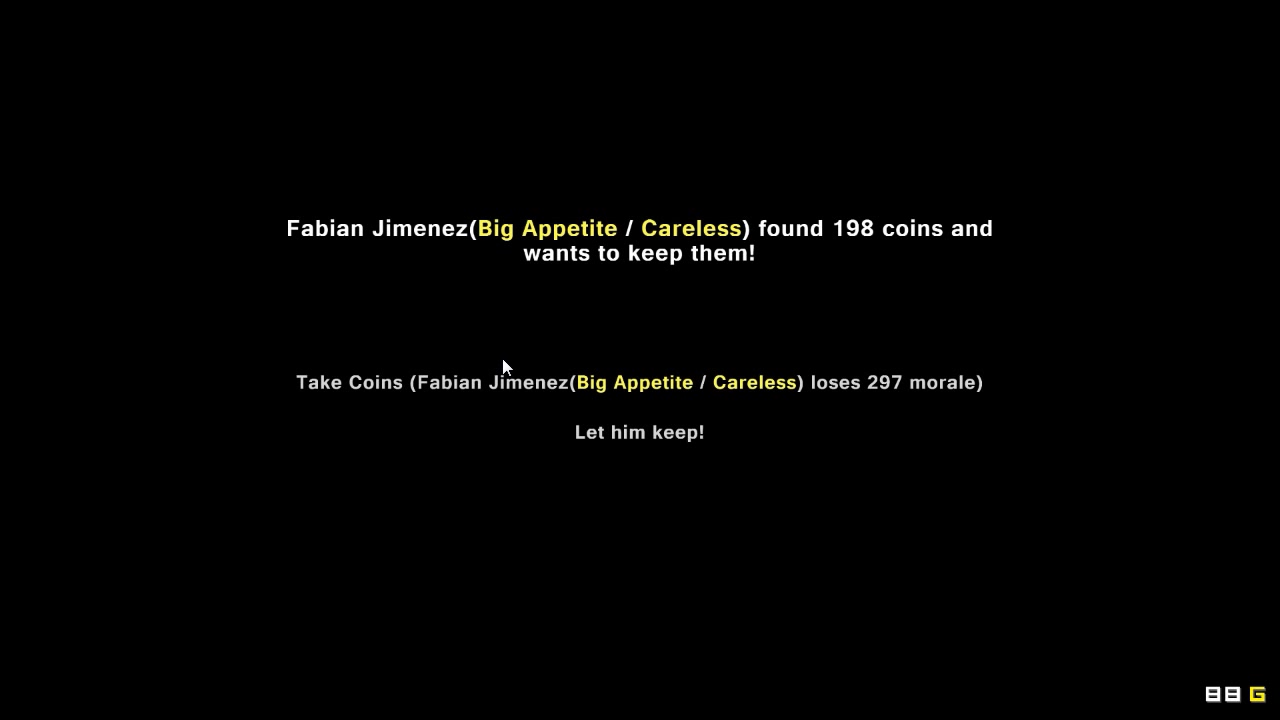 Fabian Jimenez(Big Appetite / Careless) found 198 coins and
wants to keep them!
Take Coins (Fabian Jimenez(Big Appetite / Careless) loses 297 morale)
Let him keep!
88 G